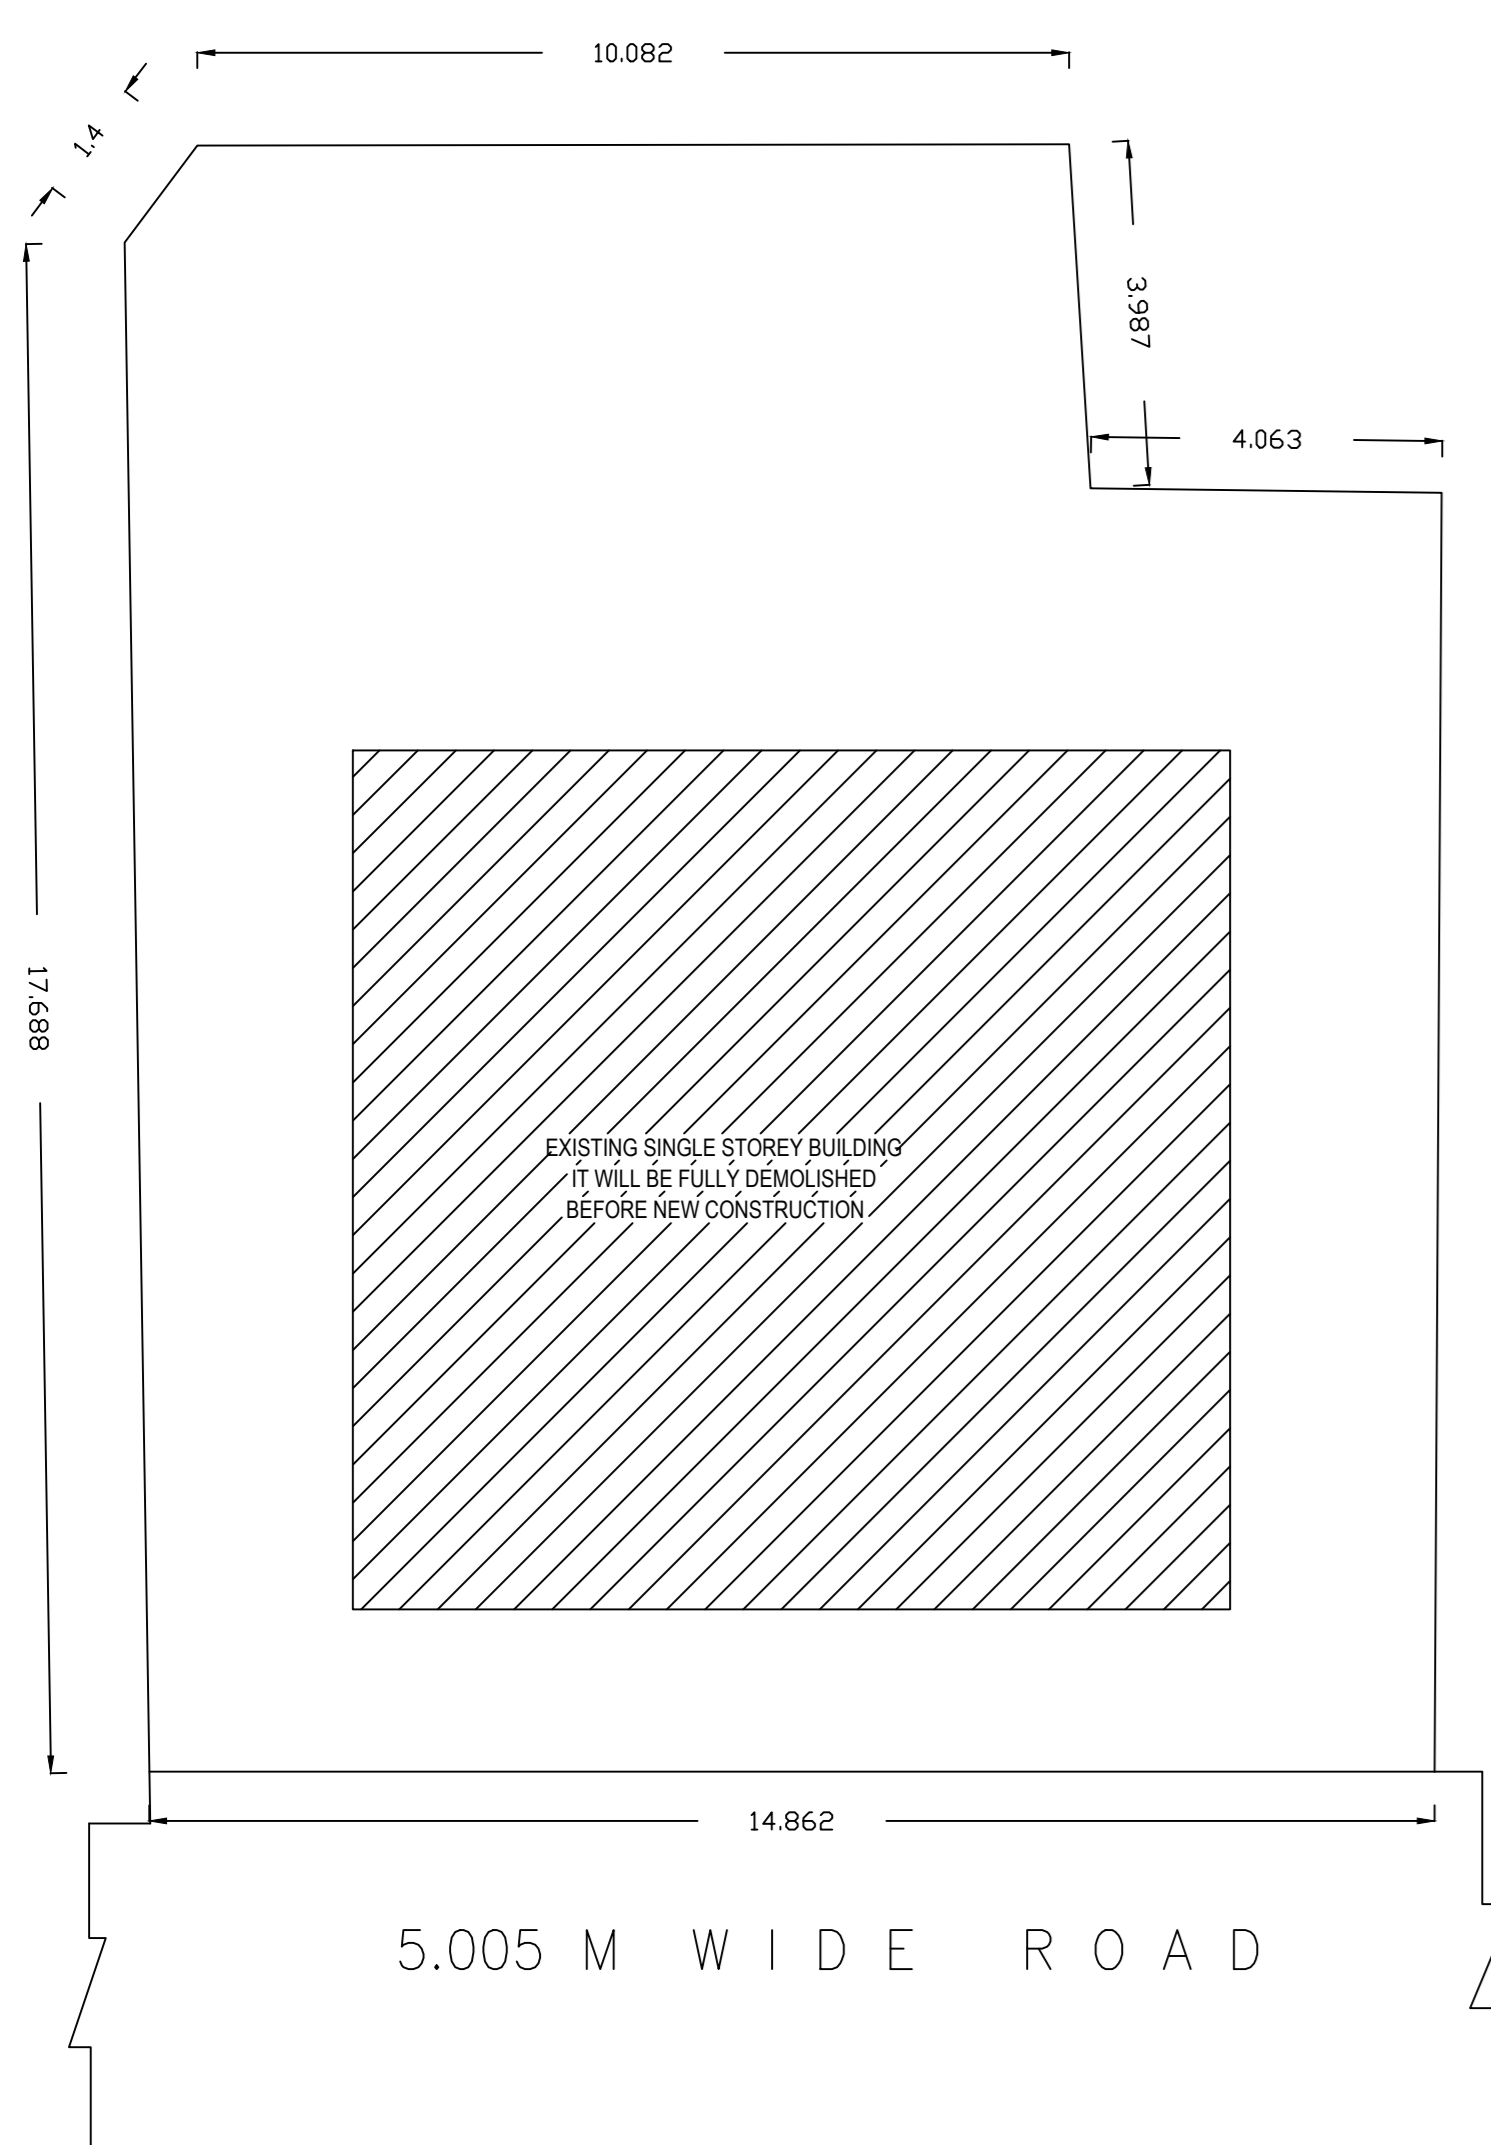 10.082
1.4
3.987
4.063
17.688
EXISTING SINGLE STOREY BUILDING
IT WILL BE FULLY DEMOLISHED
BEFORE NEW CONSTRUCTION
14.862
5.005 M WIDE ROAD